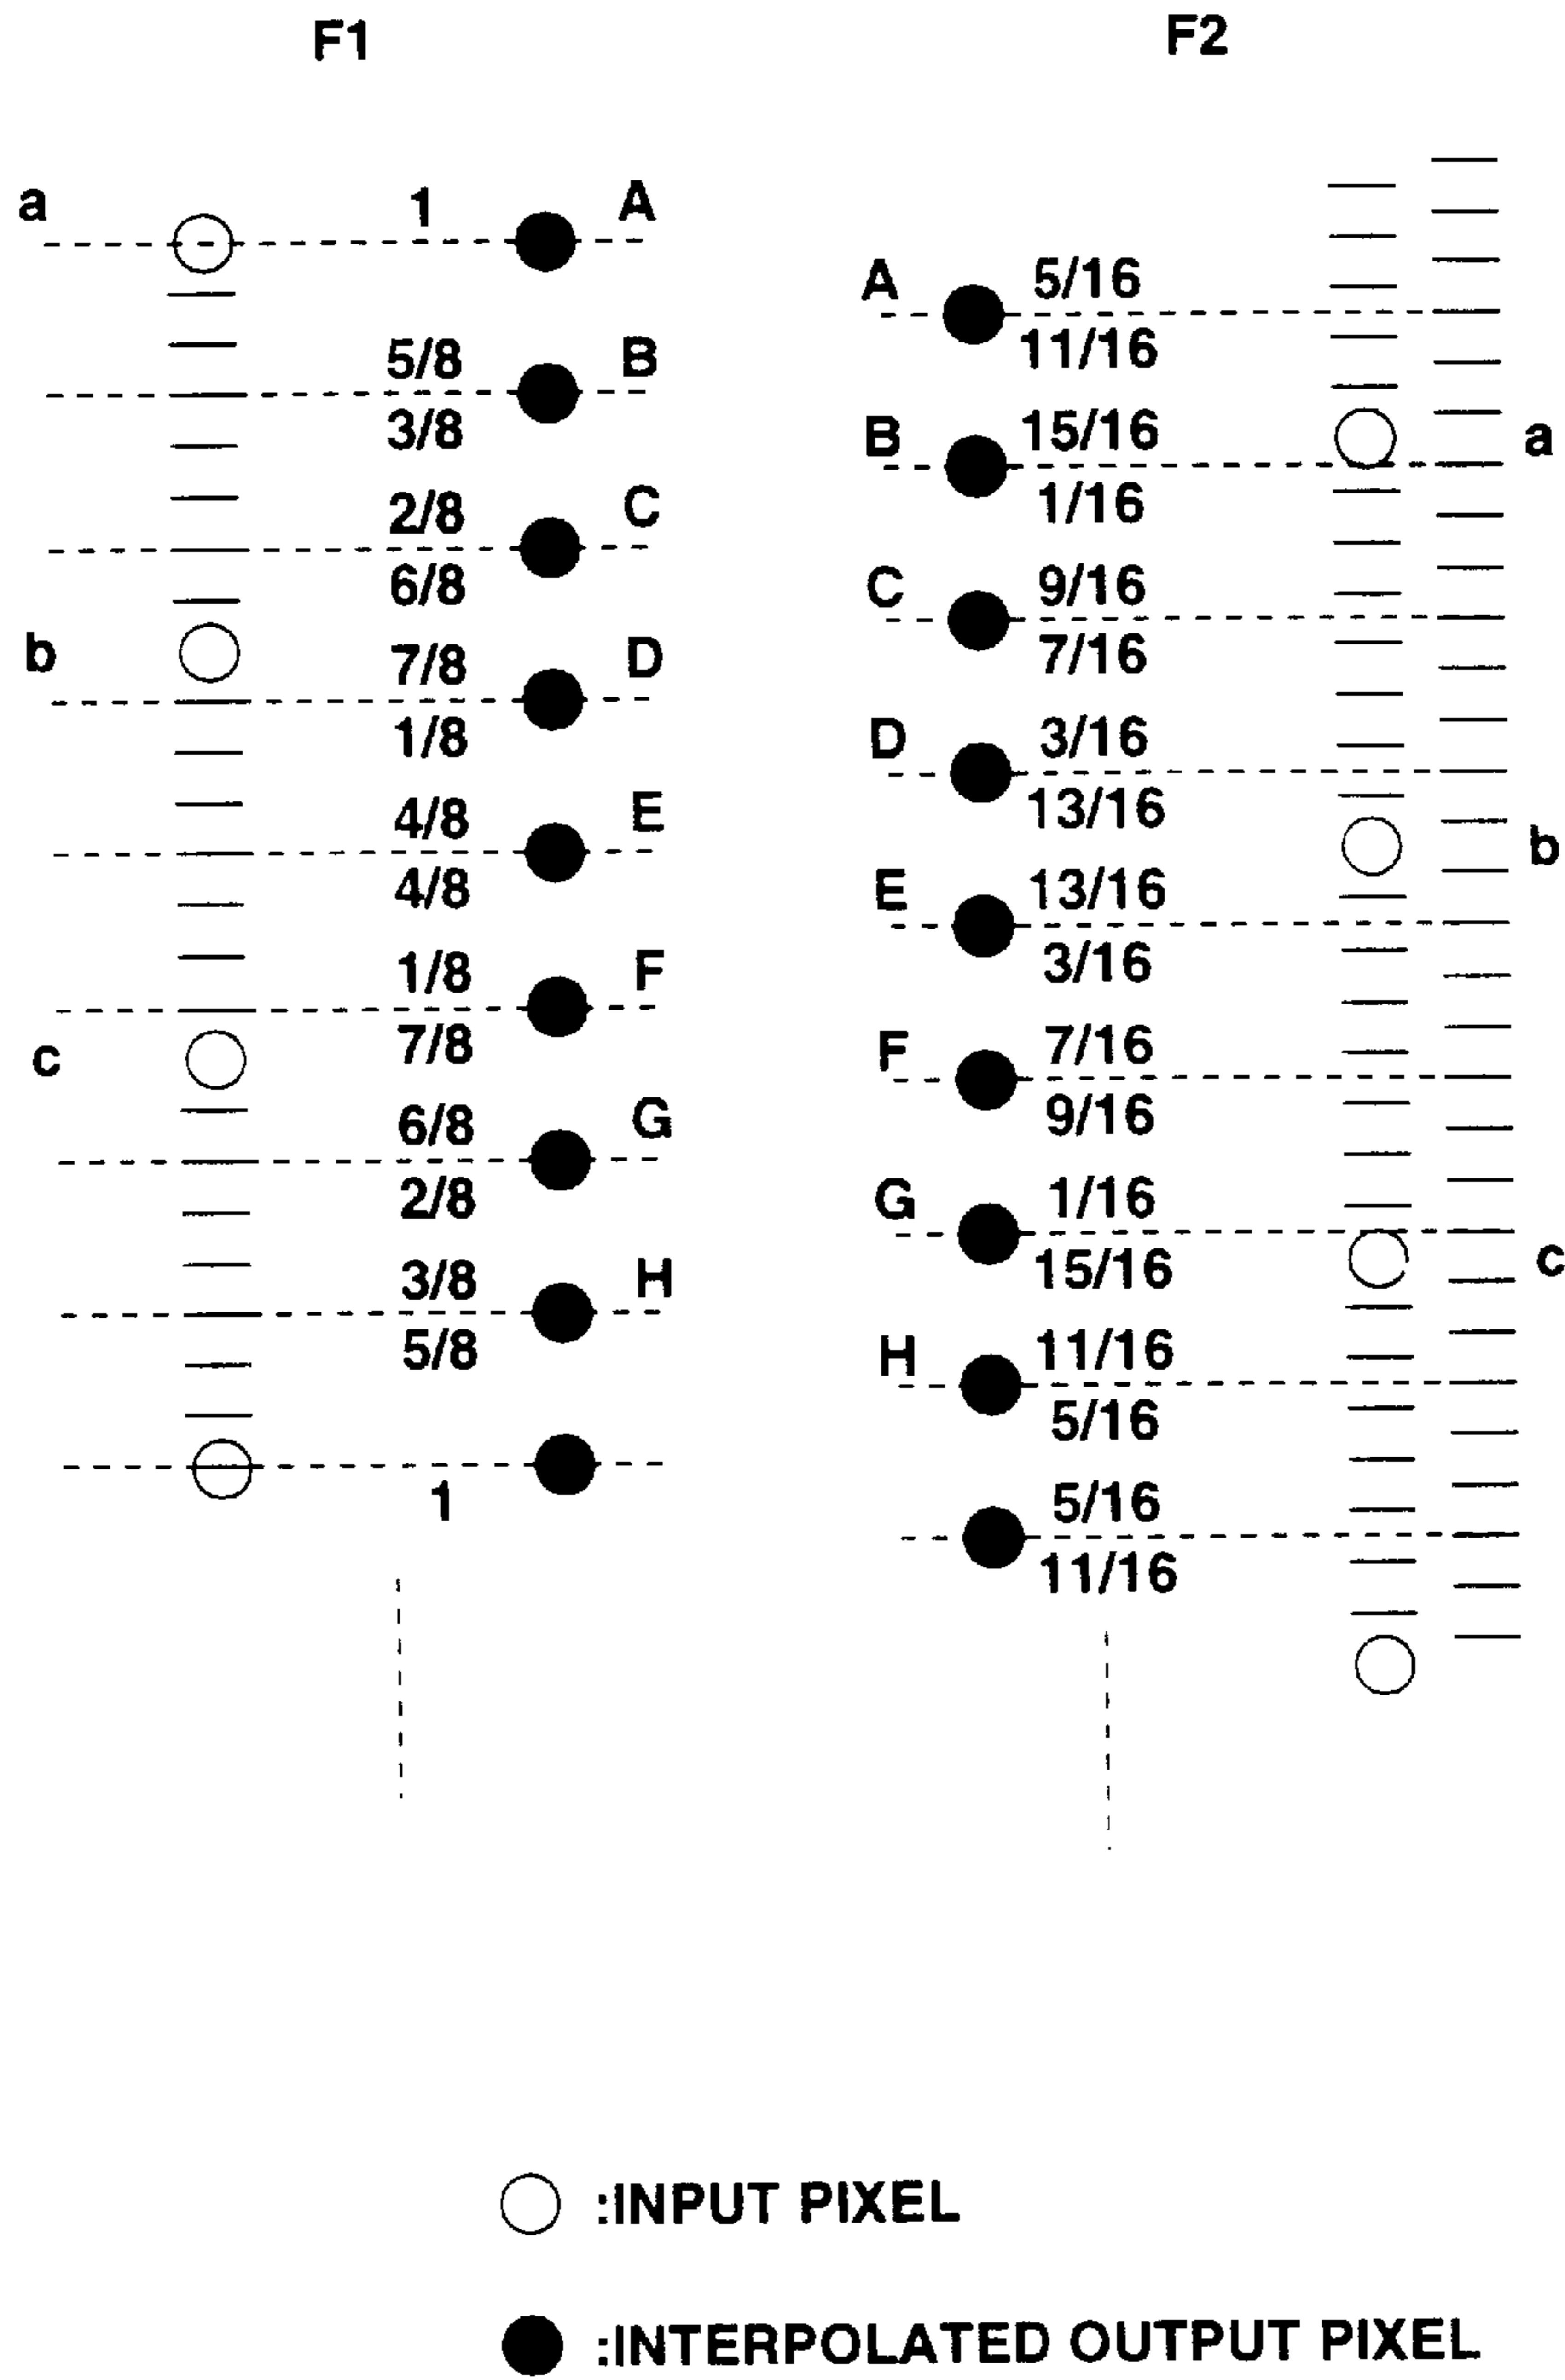 F1
F2
a
1
A
5/8
B
3/8
2/8
C
6/8
b
7/8
D
1/8
4/8
E
4/8
1/8
F
7/8
c
6/8
G
2/8
3/8
H
5/8
1
A
5/16
11/16
B
15/16
a
1/16
C
9/16
7/16
D
3/16
13/16
b
E
13/16
3/16
F
7/16
9/16
G
1/16
15/16
c
H
11/16
5/16
5/16
11/16
:INPUT PIXEL
:INTERPOLATED OUTPUT PIXEL